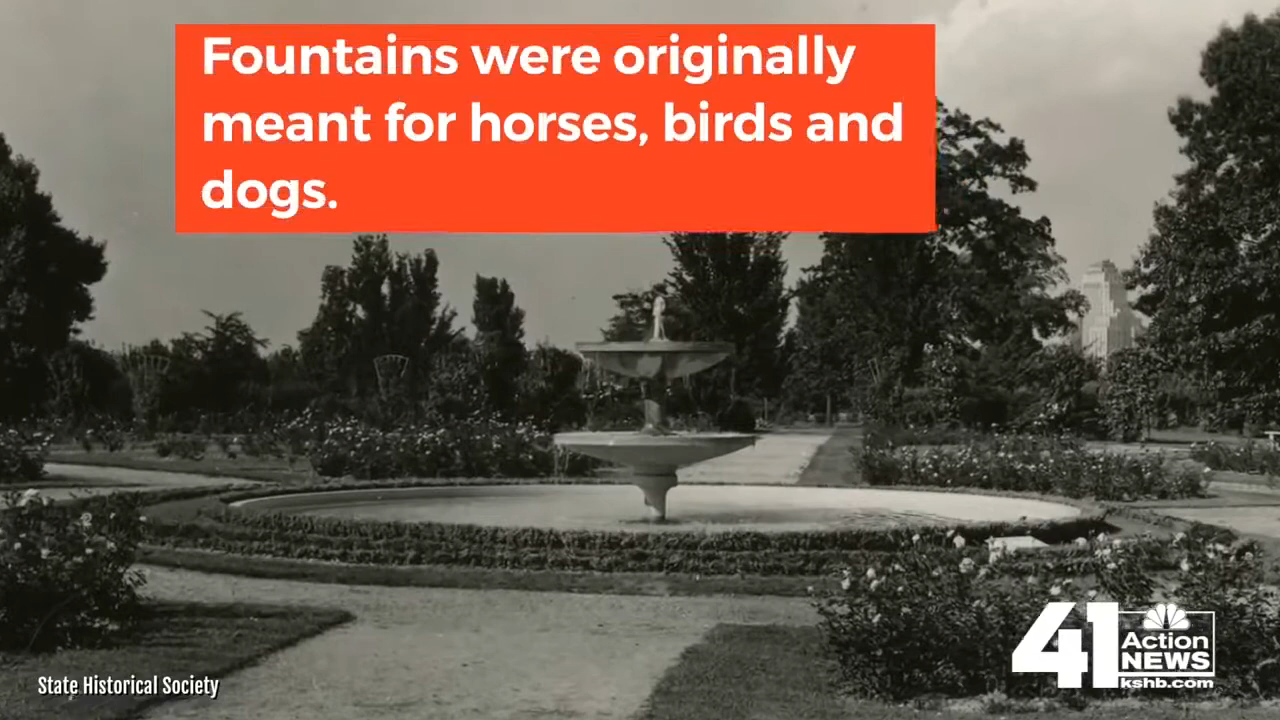 Fountains were originally
meant for horses, birds and
dogs.
41
Action
NEWS
kshb.com
State Historical Society